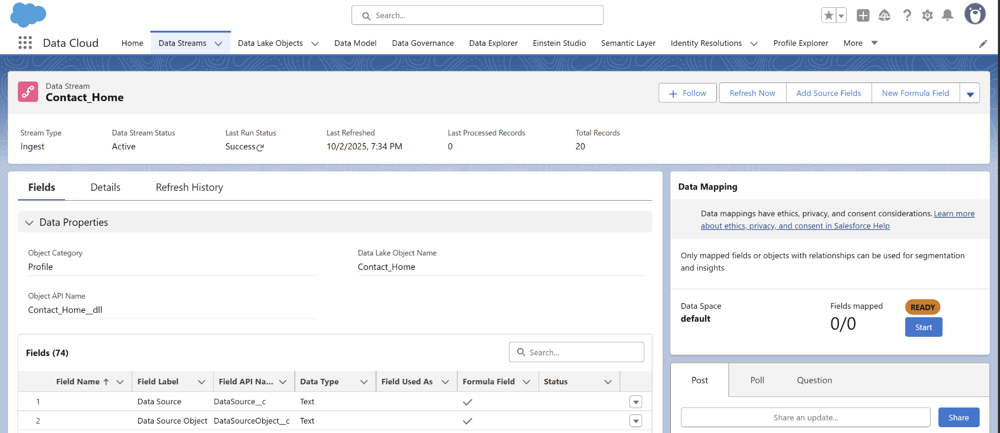 Search...
Data Cloud
Home
Data Streams
Data Lake Objects
Data Model
Data Governance
Data Explorer
Einstein Studio
Semantic Layer
Identity Resolutions
Profile Explorer
More
Data Stream
Contact_Home
Follow
Refresh Now
Add Source Fields
New Formula Field
Stream Type
Ingest
Data Stream Status
Active
Last Run Status
Success
Last Refreshed
10/2/2025, 7:34 PM
Last Processed Records
0
Total Records
20
Fields
Details
Refresh History
Data Properties
Object Category
Profile
Data Lake Object Name
Contact_Home
Object API Name
Contact_Home__dll
Fields (74)
Search...
Field Name
Field Label
Field API Na...
Data Type
Field Used As
Formula Field
Status
1 Data Source DataSource__c Text
2 Data Source Object DataSourceObject__c Text
Data Mapping
Data mappings have ethics, privacy, and consent considerations. Learn more
about ethics, privacy, and consent in Salesforce Help
Only mapped fields or objects with relationships can be used for segmentation
and insights
Data Space
default
Fields mapped
0/0
READY
Start
Post
Poll
Question
Share an update...
Share